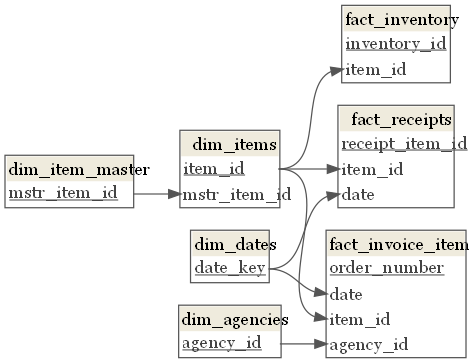 fact_inventory
inventory_id
item_id
fact_receipts
receipt_item_id
item_id
date
dim_items
item_id
mstr_item_id
dim_item_master
mstr_item_id
dim_dates
date_key
fact_invoice_item
order_number
date
item_id
agency_id
dim_agencies
agency_id